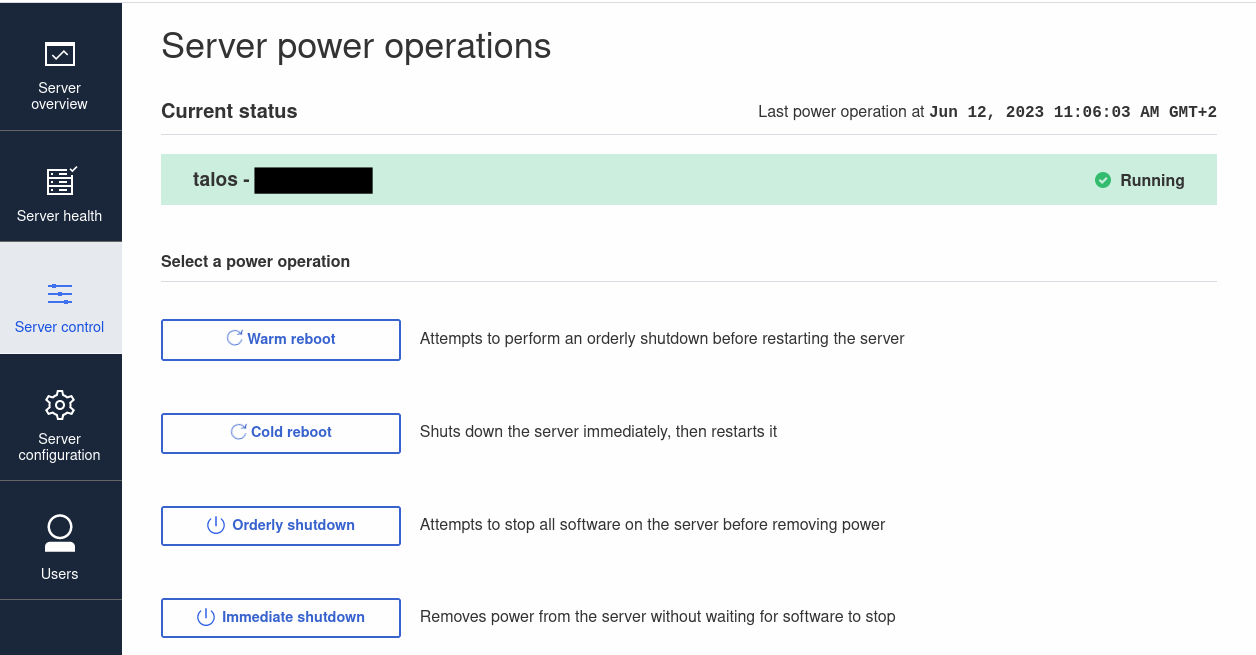 Server
overview
Server health
Server control
Server
configuration
Users
Server power operations
Current status
Last power operation at Jun 12, 2023 11:06:03 AM GMT+2
talos -
Running
Select a power operation
Warm reboot
Attempts to perform an orderly shutdown before restarting the server
Cold reboot
Shuts down the server immediately, then restarts it
Orderly shutdown
Attempts to stop all software on the server before removing power
Immediate shutdown
Removes power from the server without waiting for software to stop